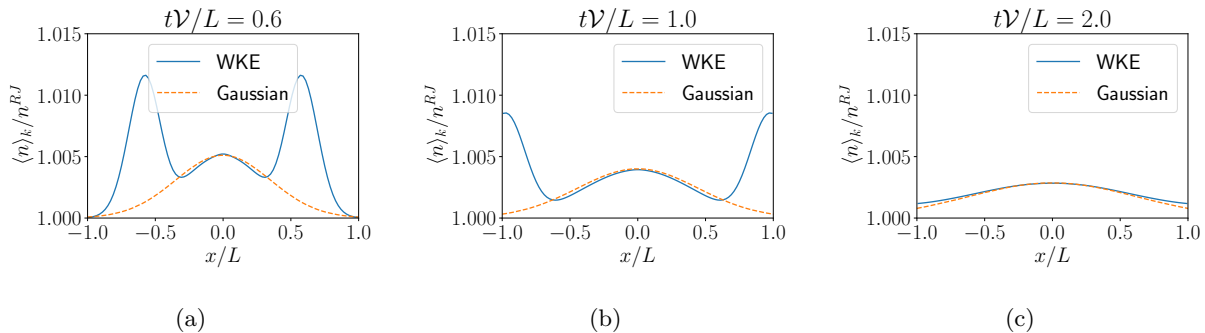 t𝒱/L = 0.6
1.015
1.010
1.005
1.000
⟨n⟩ₖ/n^{RJ}
WKE
Gaussian
−1.0 −0.5 0.0 0.5 1.0
x/L
(a)
t𝒱/L = 1.0
1.015
1.010
1.005
1.000
⟨n⟩ₖ/n^{RJ}
WKE
Gaussian
−1.0 −0.5 0.0 0.5 1.0
x/L
(b)
t𝒱/L = 2.0
1.015
1.010
1.005
1.000
⟨n⟩ₖ/n^{RJ}
WKE
Gaussian
−1.0 −0.5 0.0 0.5 1.0
x/L
(c)